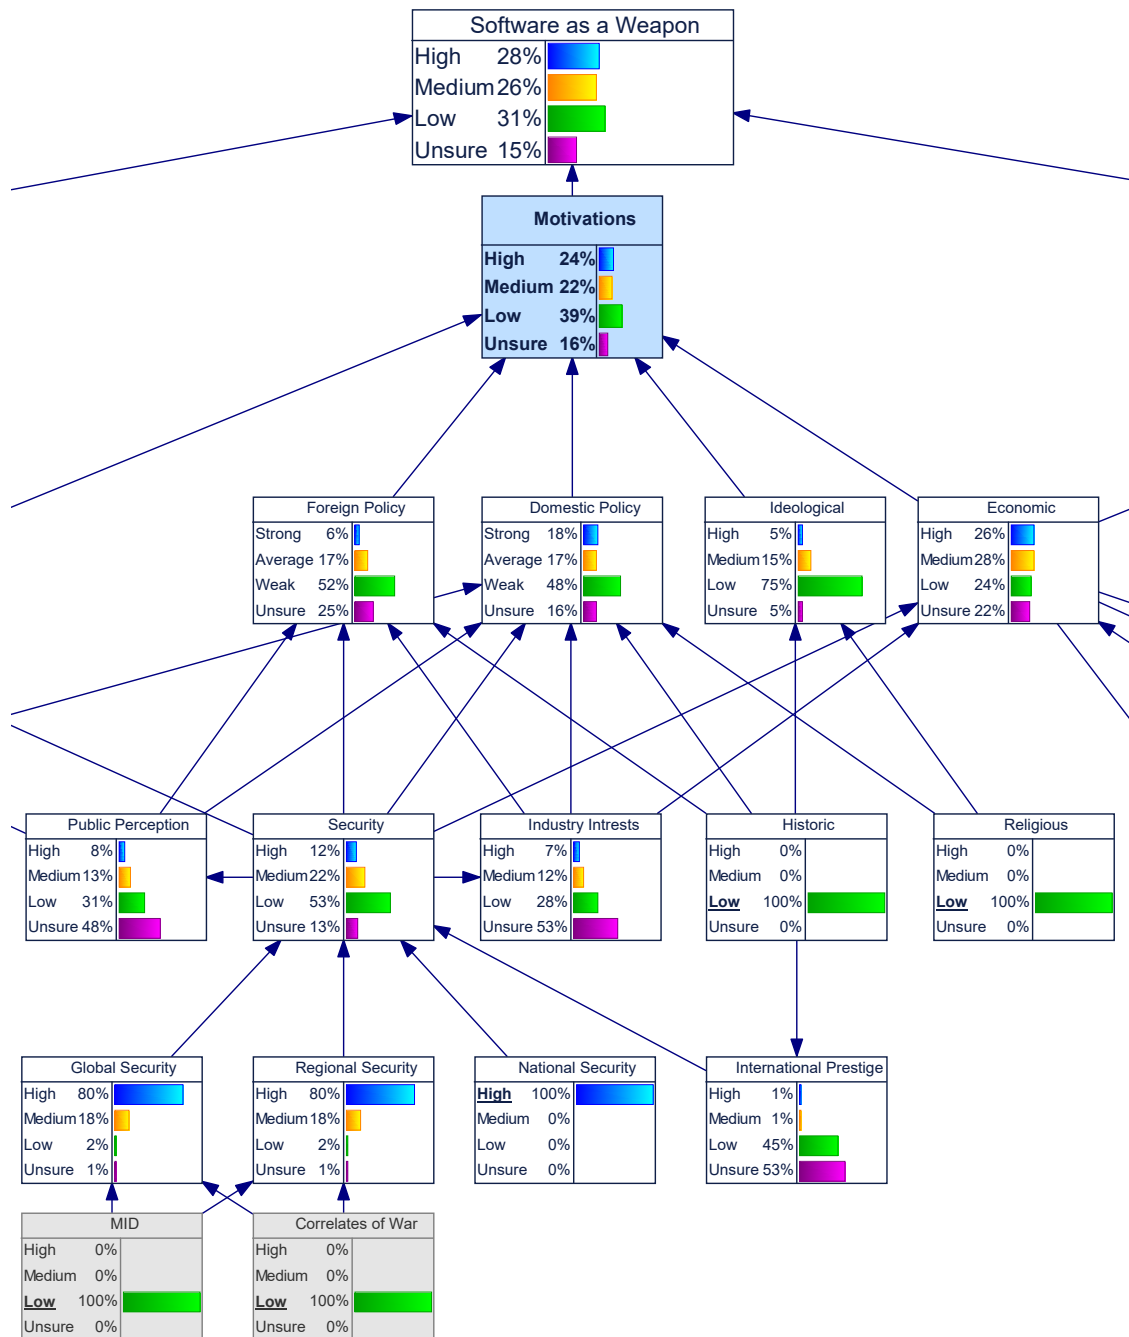 Software as a Weapon
High 28%
Medium 26%
Low 31%
Unsure 15%
Motivations
High 24%
Medium 22%
Low 39%
Unsure 16%
Foreign Policy
Strong 6%
Average 17%
Weak 52%
Unsure 25%
Domestic Policy
Strong 18%
Average 17%
Weak 48%
Unsure 16%
Ideological
High 5%
Medium 15%
Low 75%
Unsure 5%
Economic
High 26%
Medium 28%
Low 24%
Unsure 22%
Public Perception
High 8%
Medium 13%
Low 31%
Unsure 48%
Security
High 12%
Medium 22%
Low 53%
Unsure 13%
Industry Intrests
High 7%
Medium 12%
Low 28%
Unsure 53%
Historic
High 0%
Medium 0%
Low 100%
Unsure 0%
Religious
High 0%
Medium 0%
Low 100%
Unsure 0%
Global Security
High 80%
Medium 18%
Low 2%
Unsure 1%
Regional Security
High 80%
Medium 18%
Low 2%
Unsure 1%
National Security
High 100%
Medium 0%
Low 0%
Unsure 0%
International Prestige
High 1%
Medium 1%
Low 45%
Unsure 53%
MID
High 0%
Medium 0%
Low 100%
Unsure 0%
Correlates of War
High 0%
Medium 0%
Low 100%
Unsure 0%